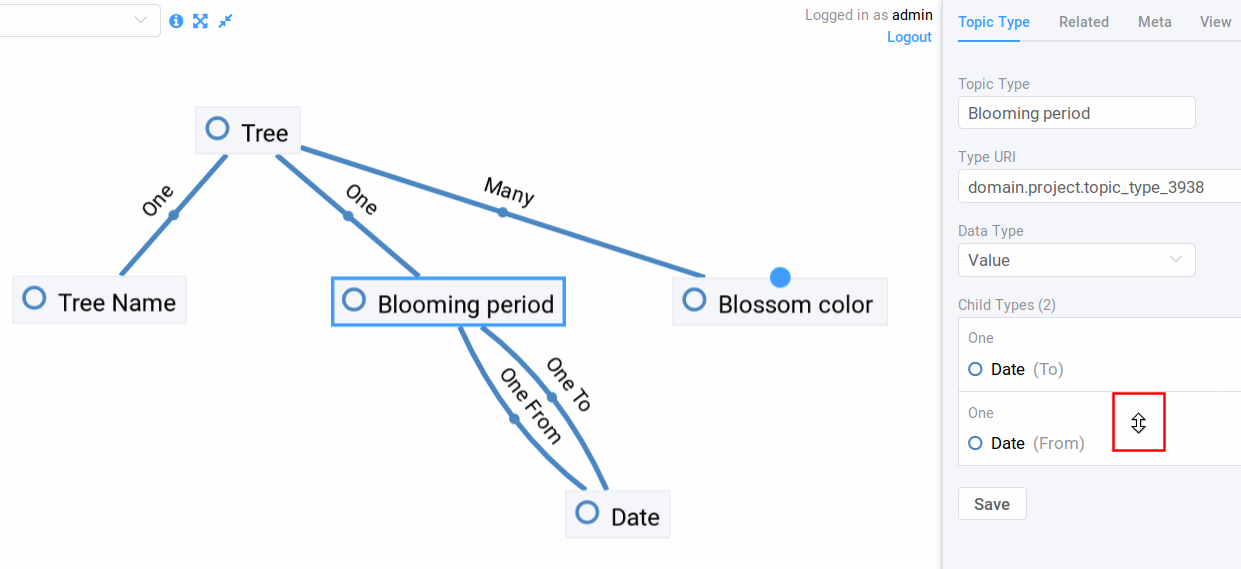 Logged in as admin
Logout
Tree
One
One
Many
Tree Name
Blooming period
Blossom color
One From
One To
Date
Topic Type
Related
Meta
View
Topic Type
Blooming period
Type URI
domain.project.topic_type_3938
Data Type
Value
Child Types (2)
One
Date (To)
One
Date (From)
Save